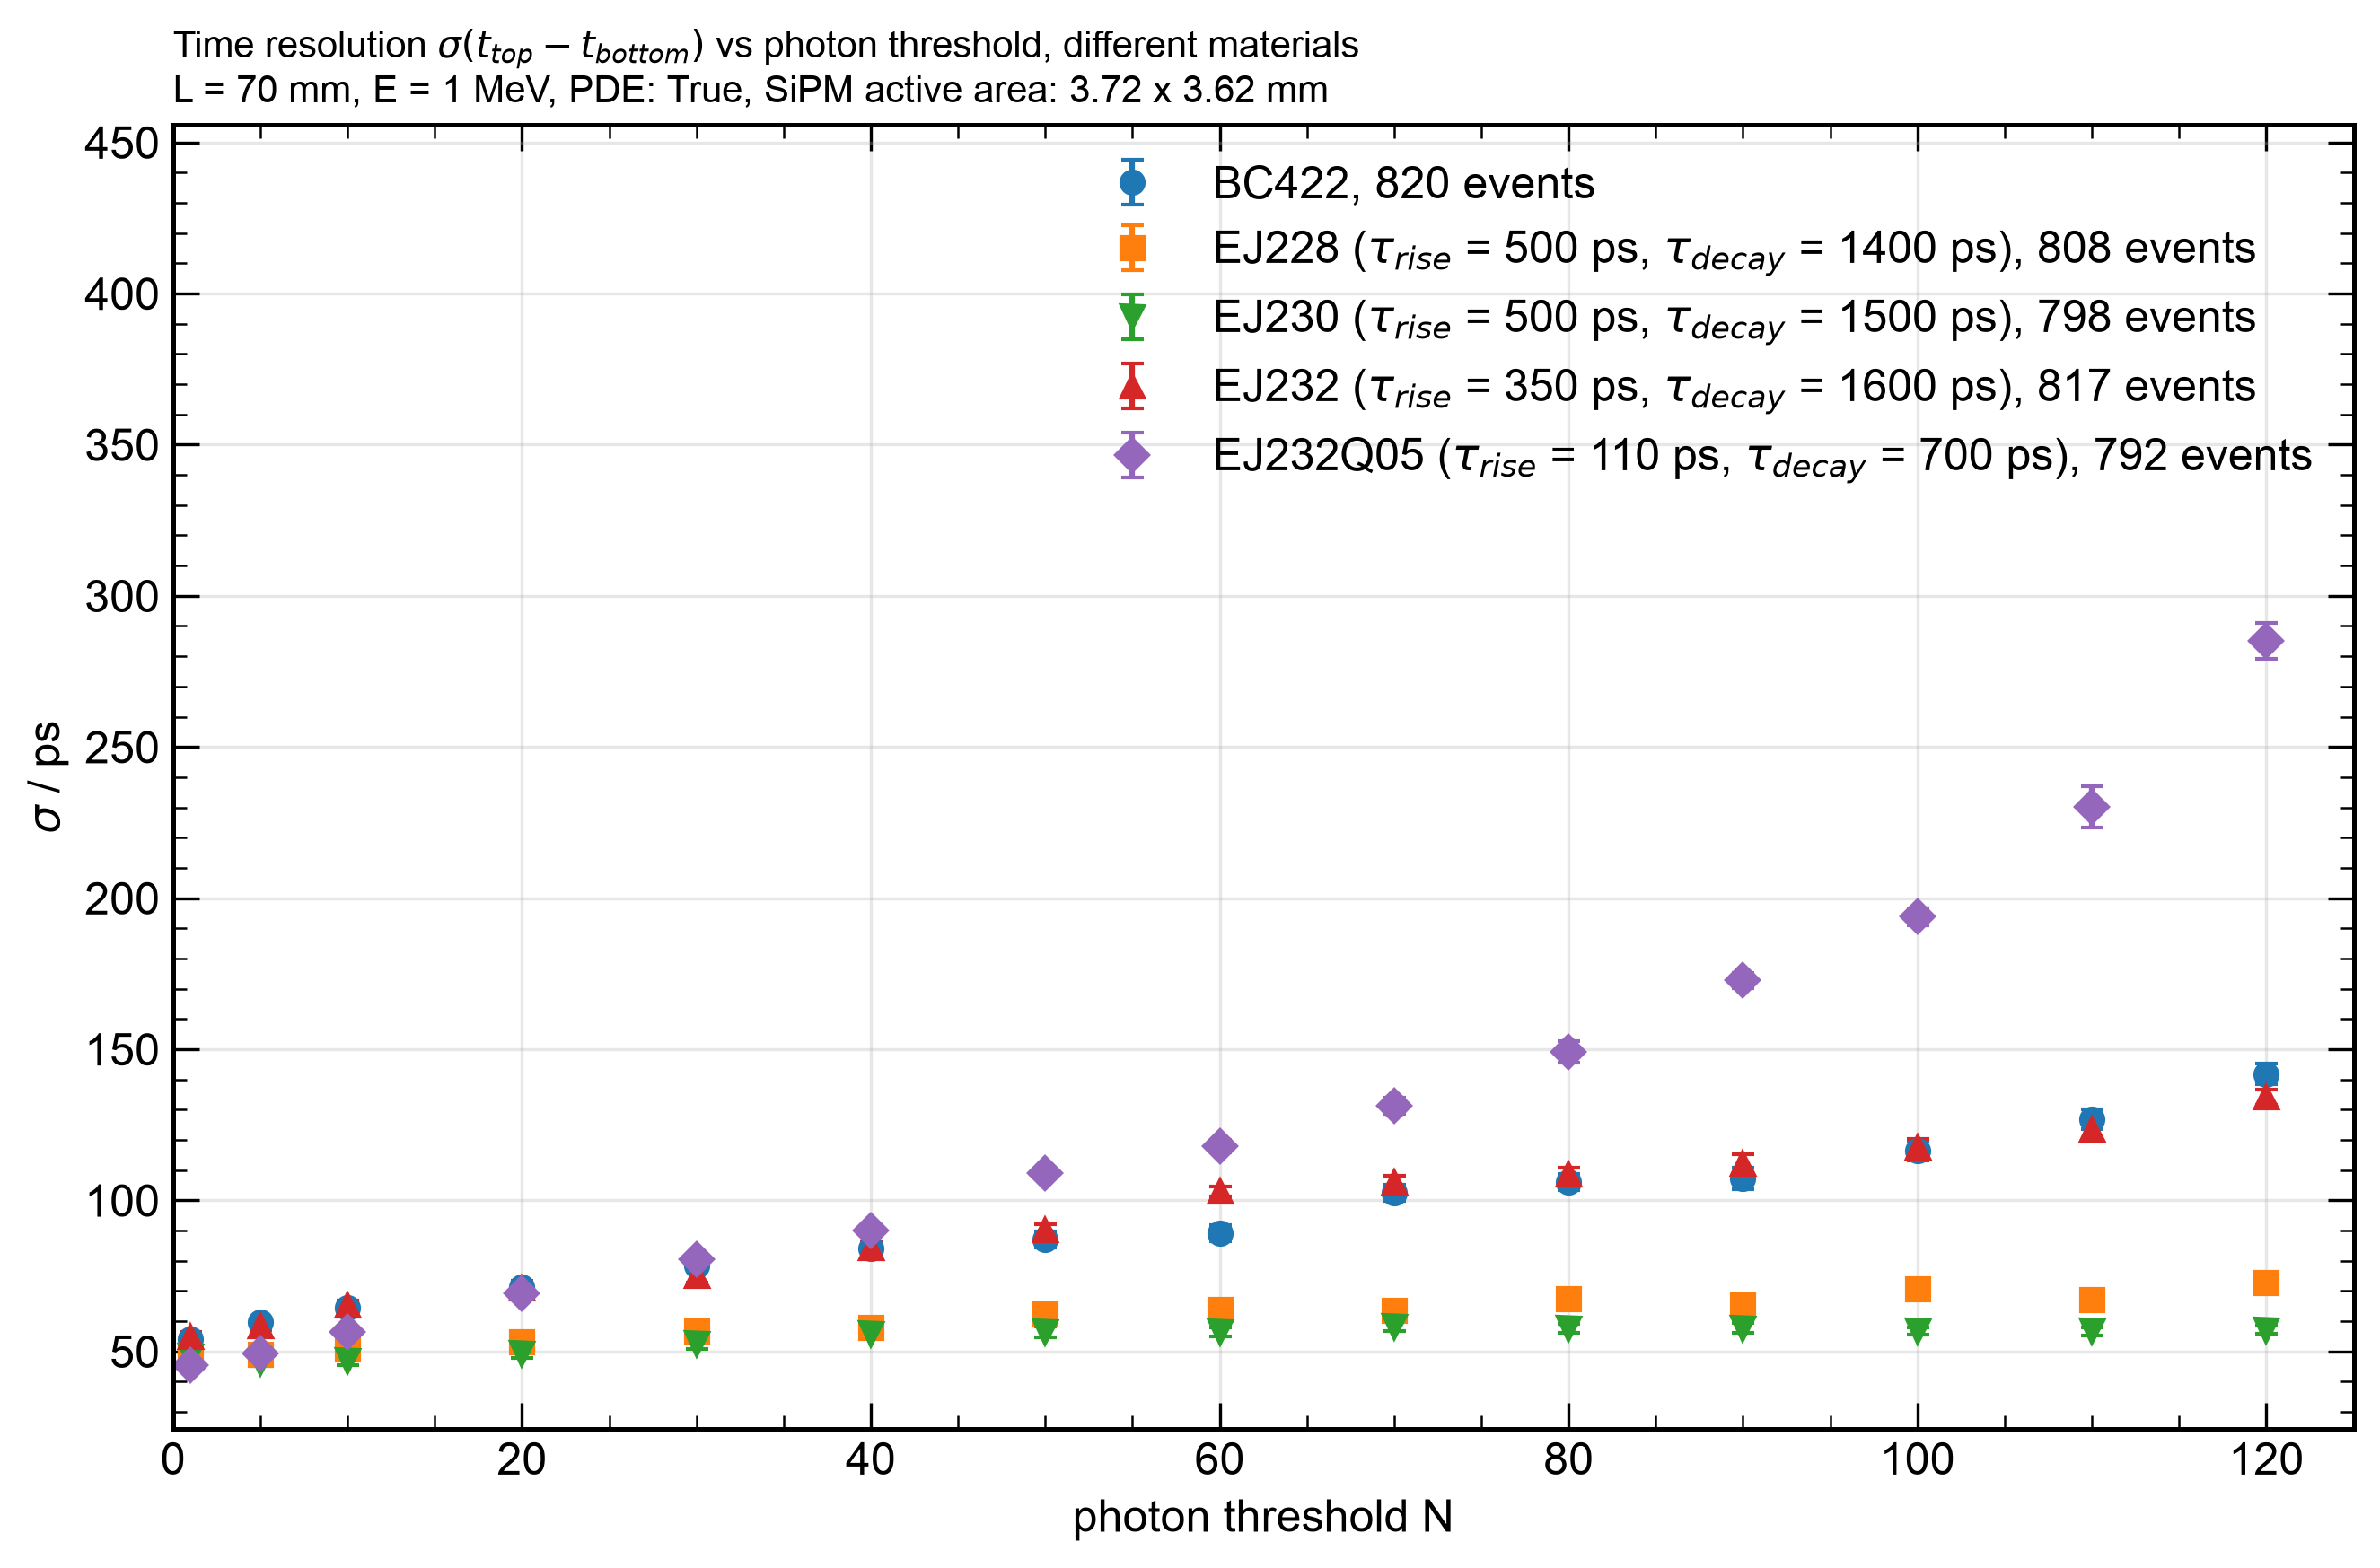 Time resolution σ(t_top − t_bottom) vs photon threshold, different materials
L = 70 mm, E = 1 MeV, PDE: True, SiPM active area: 3.72 x 3.62 mm
450
400
350
300
250
200
150
100
50
σ / ps
BC422, 820 events
EJ228 (τ_rise = 500 ps, τ_decay = 1400 ps), 808 events
EJ230 (τ_rise = 500 ps, τ_decay = 1500 ps), 798 events
EJ232 (τ_rise = 350 ps, τ_decay = 1600 ps), 817 events
EJ232Q05 (τ_rise = 110 ps, τ_decay = 700 ps), 792 events
0 20 40 60 80 100 120
photon threshold N